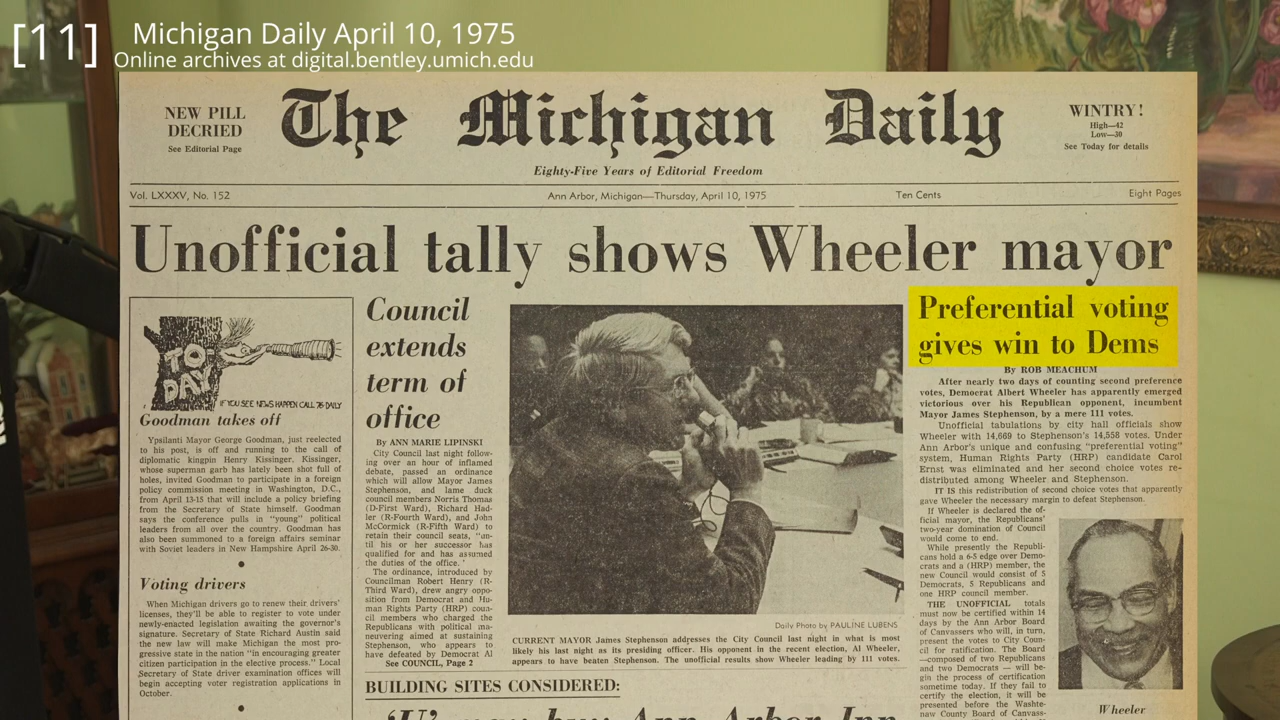 [11]
Michigan Daily April 10, 1975
Online archives at digital.bentley.umich.edu
NEW PILL
DECRIED
See Editorial Page
The Michigan Daily
Eighty-Five Years of Editorial Freedom
WINTRY!
High—42
Low—30
See Today for details
Vol. LXXXV, No. 152
Ann Arbor, Michigan—Thursday, April 10, 1975
Ten Cents
Eight Pages
Unofficial tally shows Wheeler mayor
TO-
DAY
IF YOU SEE NEWS HAPPEN CALL 76-DAILY
Goodman takes off
Ypsilanti Mayor George Goodman, just reelected
to his post, is off and running to the call of
diplomatic kingpin Henry Kissinger. Kissinger,
whose superman garb has lately been shot full of
holes, invited Goodman to participate in a foreign
policy commission meeting in Washington, D.C.,
from April 13-15 that will include a policy briefing
from the Secretary of State himself. Goodman
says the conference pulls in "young" political
leaders from all over the country. Goodman has
also been summoned to a foreign affairs seminar
with Soviet leaders in New Hampshire April 26-30.
•
Voting drivers
When Michigan drivers go to renew their drivers'
licenses, they'll be able to register to vote under
newly-enacted legislation awaiting the governor's
signature. Secretary of State Richard Austin said
the new law will make Michigan the most pro-
gressive state in the nation "in encouraging greater
citizen participation in the elective process." Local
Secretary of State driver examination offices will
begin accepting voter registration applications in
October.
•
Council
extends
term of
office
By ANN MARIE LIPINSKI
City Council last night follow-
ing over an hour of inflamed
debate, passed an ordinance
which will allow Mayor James
Stephenson, and lame duck
council members Norris Thomas
(D-First Ward), Richard Had-
ler (R-Fourth Ward), and John
McCormick (R-Fifth Ward) to
retain their council seats, "un-
til his or her successor has
qualified for and has assumed
the duties of the office."
The ordinance, introduced by
Councilman Robert Henry (R-
Third Ward), drew angry oppo-
sition from Democrat and Hu-
man Rights Party (HRP) coun-
cil members who charged the
Republicans with political ma-
neuvering aimed at sustaining
Stephenson, who appears to
have defeated by Democrat Al
See COUNCIL, Page 2
Daily Photo by PAULINE LUBENS
CURRENT MAYOR James Stephenson addresses the City Council last night in what is most
likely his last night as its presiding officer. His opponent in the recent election, Al Wheeler,
appears to have beaten Stephenson. The unofficial results show Wheeler leading by 111 votes.
BUILDING SITES CONSIDERED:
Preferential voting
gives win to Dems
By ROB MEACHUM
After nearly two days of counting second preference
votes, Democrat Albert Wheeler has apparently emerged
victorious over his Republican opponent, incumbent
Mayor James Stephenson, by a mere 111 votes.
Unofficial tabulations by city hall officials show
Wheeler with 14,669 to Stephenson's 14,558 votes. Under
Ann Arbor's unique and confusing "preferential voting"
system, Human Rights Party (HRP) candidate Carol
Ernst was eliminated and her second choice votes re-
distributed among Wheeler and Stephenson.
IT IS this redistribution of second choice votes that apparently
gave Wheeler the necessary margin to defeat Stephenson.
If Wheeler is declared the of-
ficial mayor, the Republicans'
two-year domination of Council
would come to end.
While presently the Republi-
cans hold a 6-5 edge over Demo-
crats and a (HRP) member, the
new Council would consist of 5
Democrats, 5 Republicans and
one HRP council member.
THE UNOFFICIAL totals
must now be certified within 14
days by the Ann Arbor Board
of Canvassers who will, in turn,
present the votes to City Coun-
cil for ratification. The Board
—composed of two Republicans
and two Democrats — will be-
gin the process of certification
sometime today. If they fail to
certify the election, it will be
presented before the Washte-
naw County Board of Canvass-
Wheeler